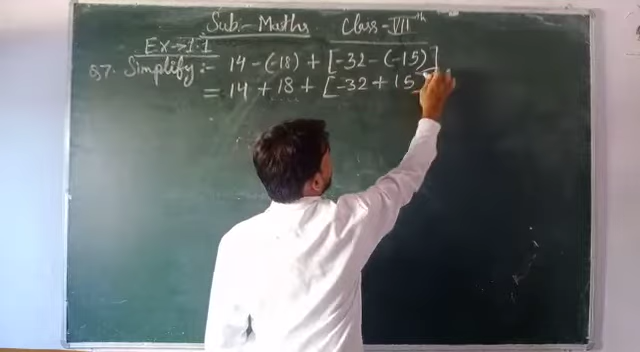 Sub:- Maths Class-VIIth
Ex→1.1
Q7. Simplify:- 14 - (-18) + [-32 - (-15)]
= 14 + 18 + [-32 + 15